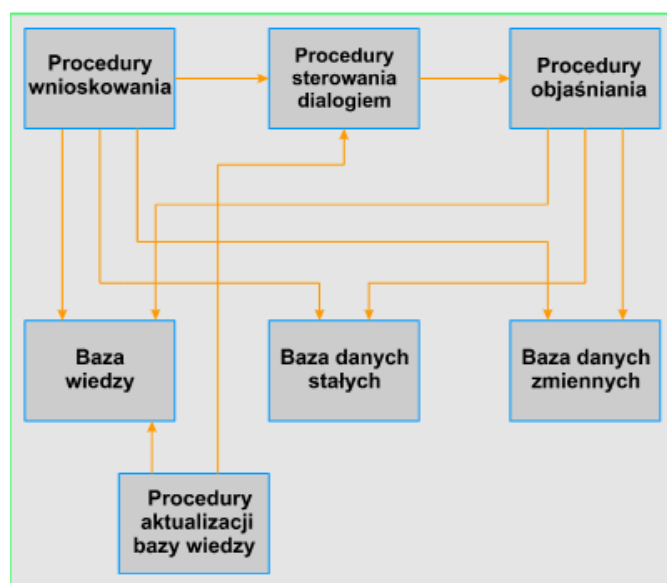 Procedury
wnioskowania
Procedury
sterowania
dialogiem
Procedury
objaśniania
Baza
wiedzy
Baza danych
stałych
Baza danych
zmiennych
Procedury
aktualizacji
bazy wiedzy